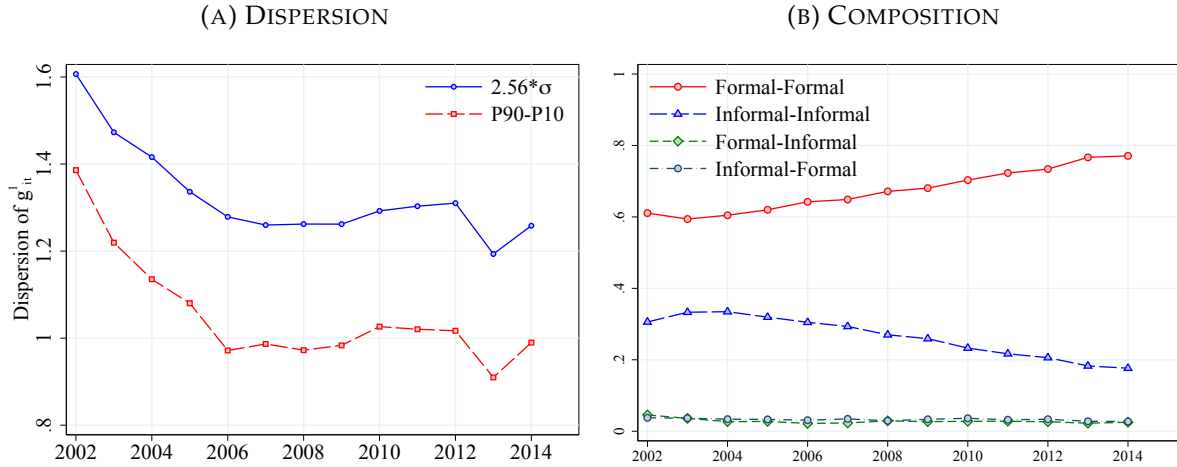 (A) DISPERSION
Dispersion of g¹ᵢₜ
1.6
1.4
1.2
1
.8
2.56*σ
P90-P10
2002 2004 2006 2008 2010 2012 2014
(B) COMPOSITION
1
.8
.6
.4
.2
0
Formal-Formal
Informal-Informal
Formal-Informal
Informal-Formal
2002 2004 2006 2008 2010 2012 2014